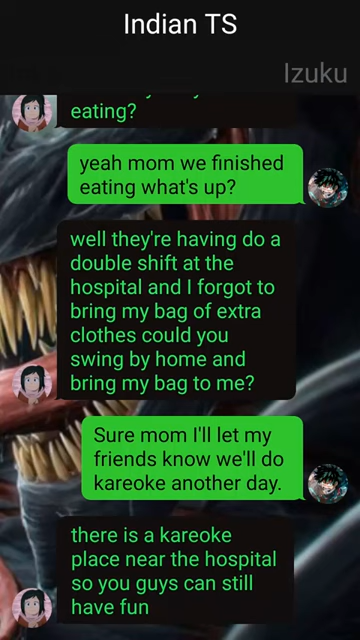 Indian TS
Izuku
eating?
yeah mom we finished
eating what's up?
well they're having do a
double shift at the
hospital and I forgot to
bring my bag of extra
clothes could you
swing by home and
bring my bag to me?
Sure mom I'll let my
friends know we'll do
kareoke another day.
there is a kareoke
place near the hospital
so you guys can still
have fun